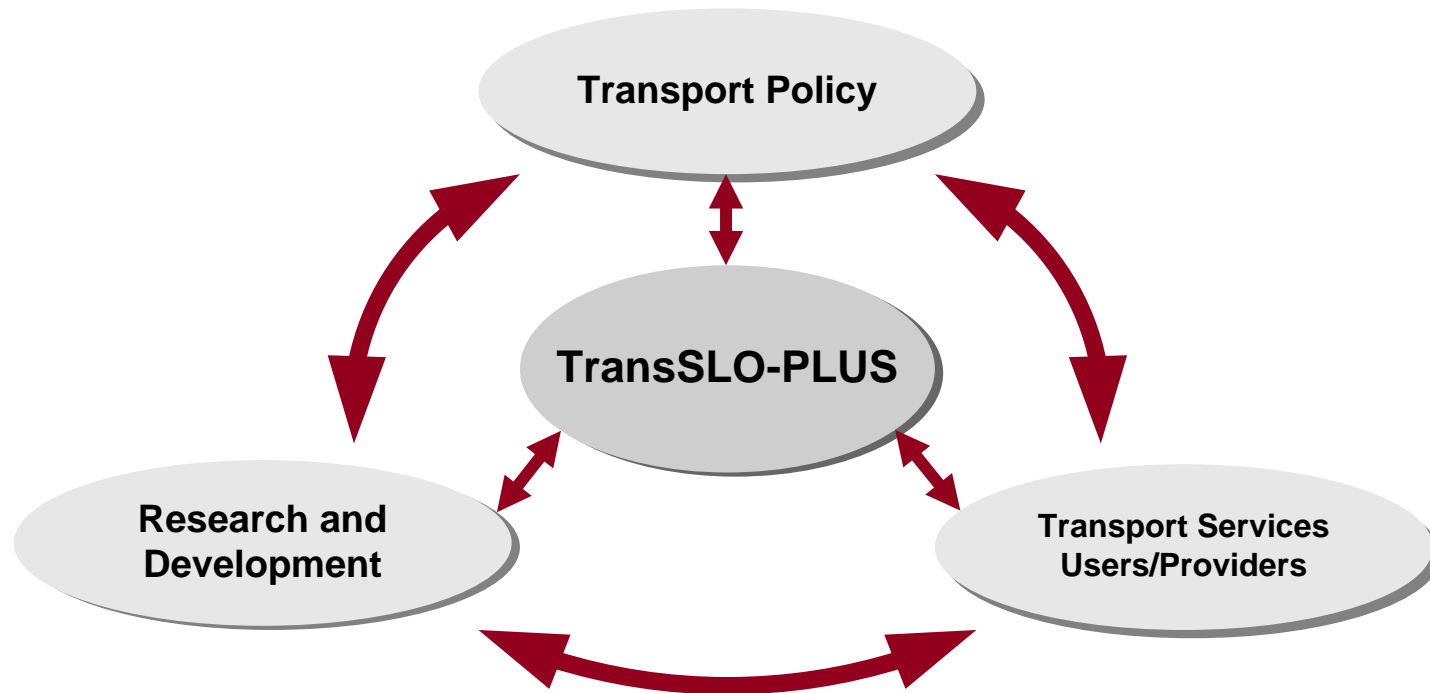 Transport Policy
TransSLO-PLUS
Research and
Development
Transport Services
Users/Providers